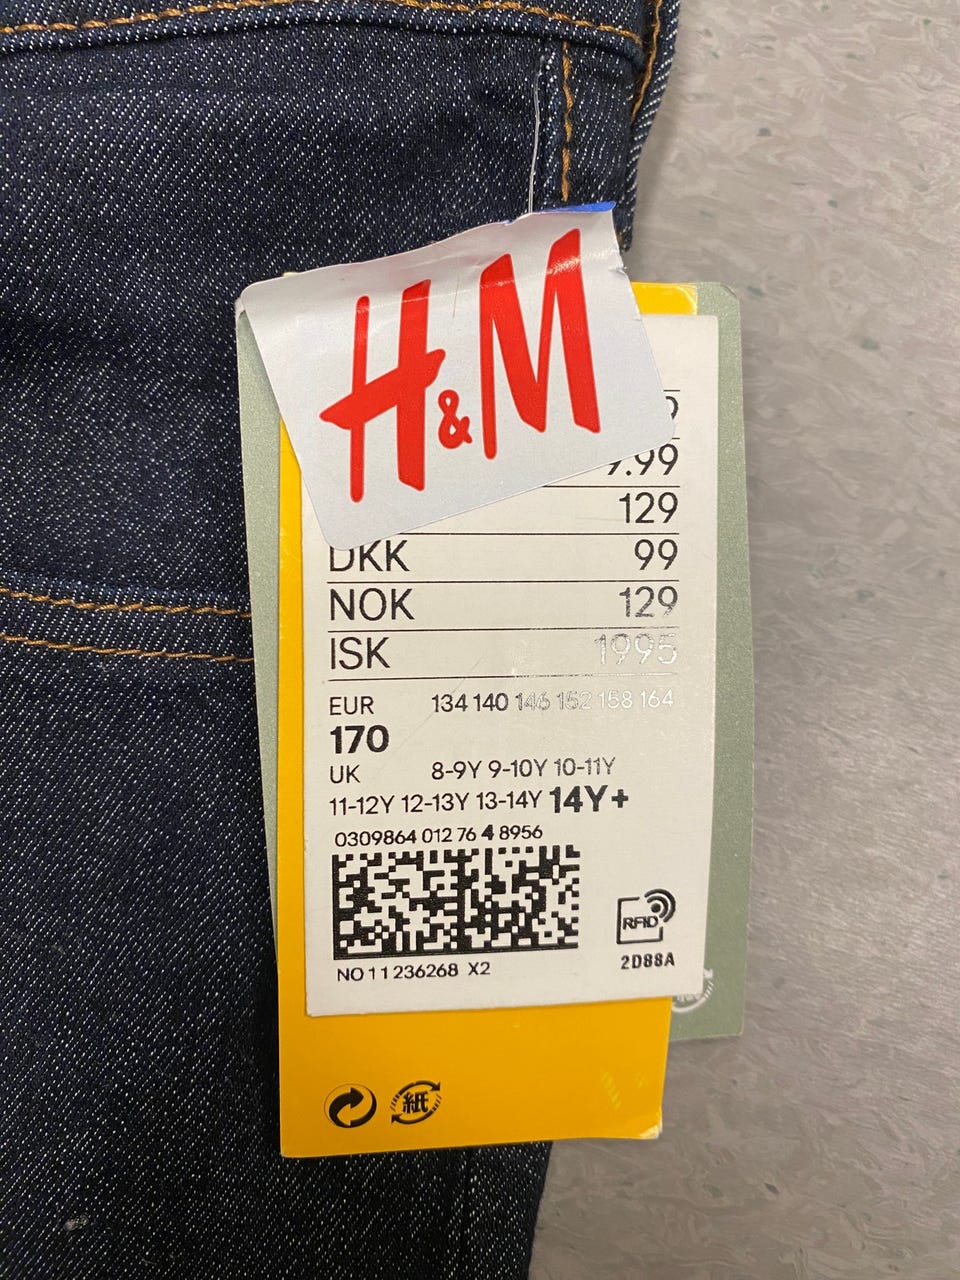 H&M
9.99
129
DKK 99
NOK 129
ISK 1995
EUR 134 140 146 152 158 164
170
UK 8-9Y 9-10Y 10-11Y
11-12Y 12-13Y 13-14Y 14Y+
0309864 012 76 4 8956
RFID
NO 11 236268 X2
2D88A
紙